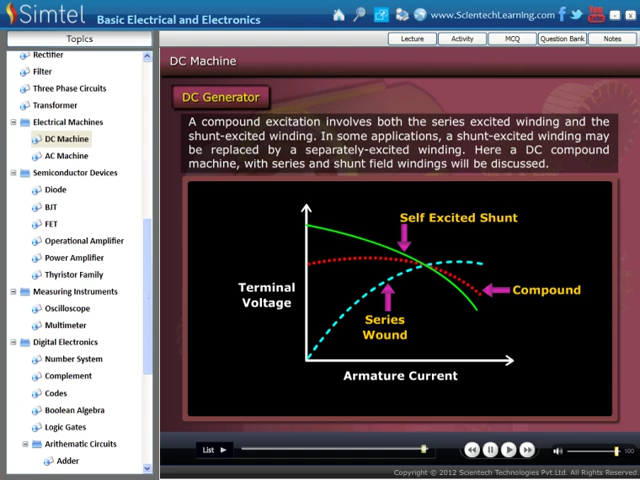 Simtel
Basic Electrical and Electronics
www.ScientechLearning.com
You
Topics
Lecture
Activity
MCQ
Question Bank
Notes
Rectifier
Filter
Three Phase Circuits
Transformer
Electrical Machines
DC Machine
AC Machine
Semiconductor Devices
Diode
BJT
FET
Operational Amplifier
Power Amplifier
Thyristor Family
Measuring Instruments
Oscilloscope
Multimeter
Digital Electronics
Number System
Complement
Codes
Boolean Algebra
Logic Gates
Arithmatic Circuits
Adder
DC Machine
DC Generator
A compound excitation involves both the series excited winding and the
shunt-excited winding. In some applications, a shunt-excited winding may
be replaced by a separately-excited winding. Here a DC compound
machine, with series and shunt field windings will be discussed.
Self Excited Shunt
Terminal
Voltage
Compound
Series
Wound
Armature Current
List
100
Copyright © 2012 Scientech Technologies Pvt.Ltd. All Rights Reserved.